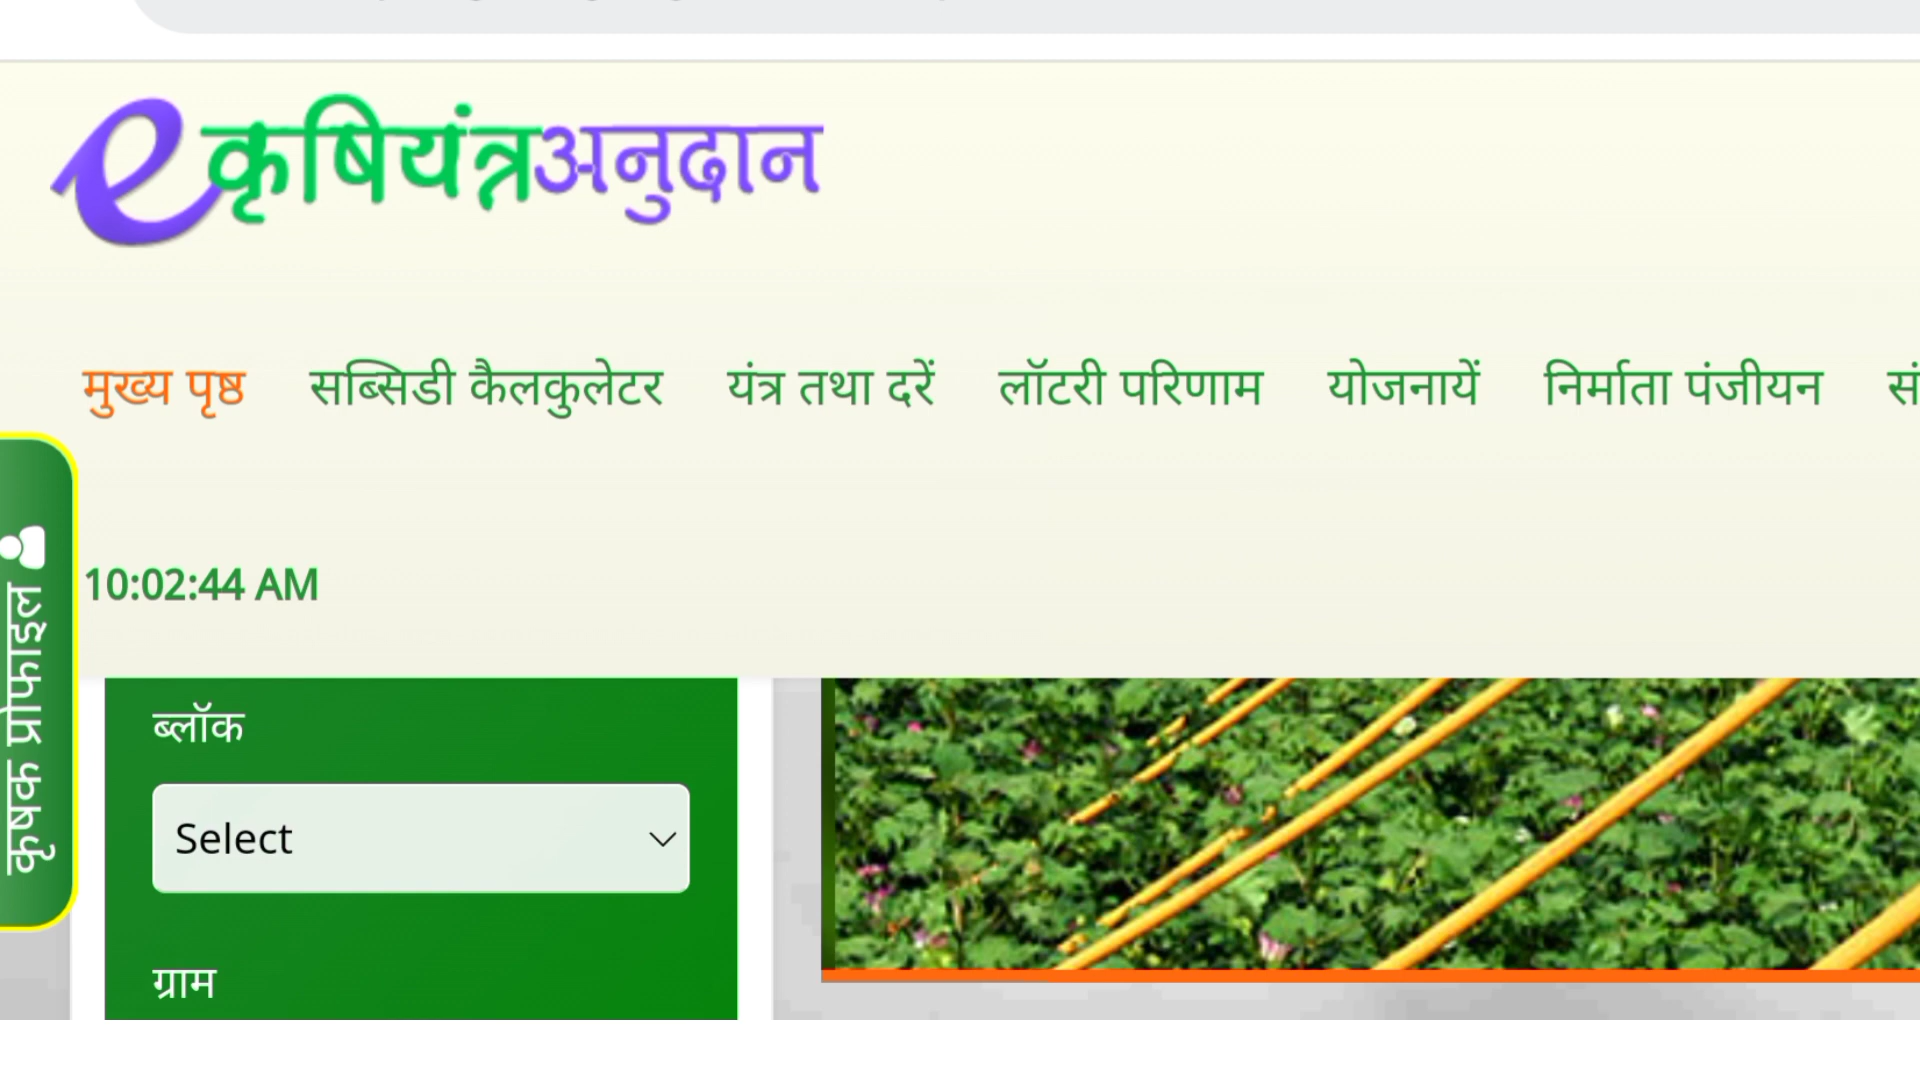 eकृषियंत्रअनुदान
मुख्य पृष्ठ सब्सिडी कैलकुलेटर यंत्र तथा दरें लॉटरी परिणाम योजनायें निर्माता पंजीयन
कृषक प्रोफाइल
10:02:44 AM
ब्लॉक
Select
ग्राम